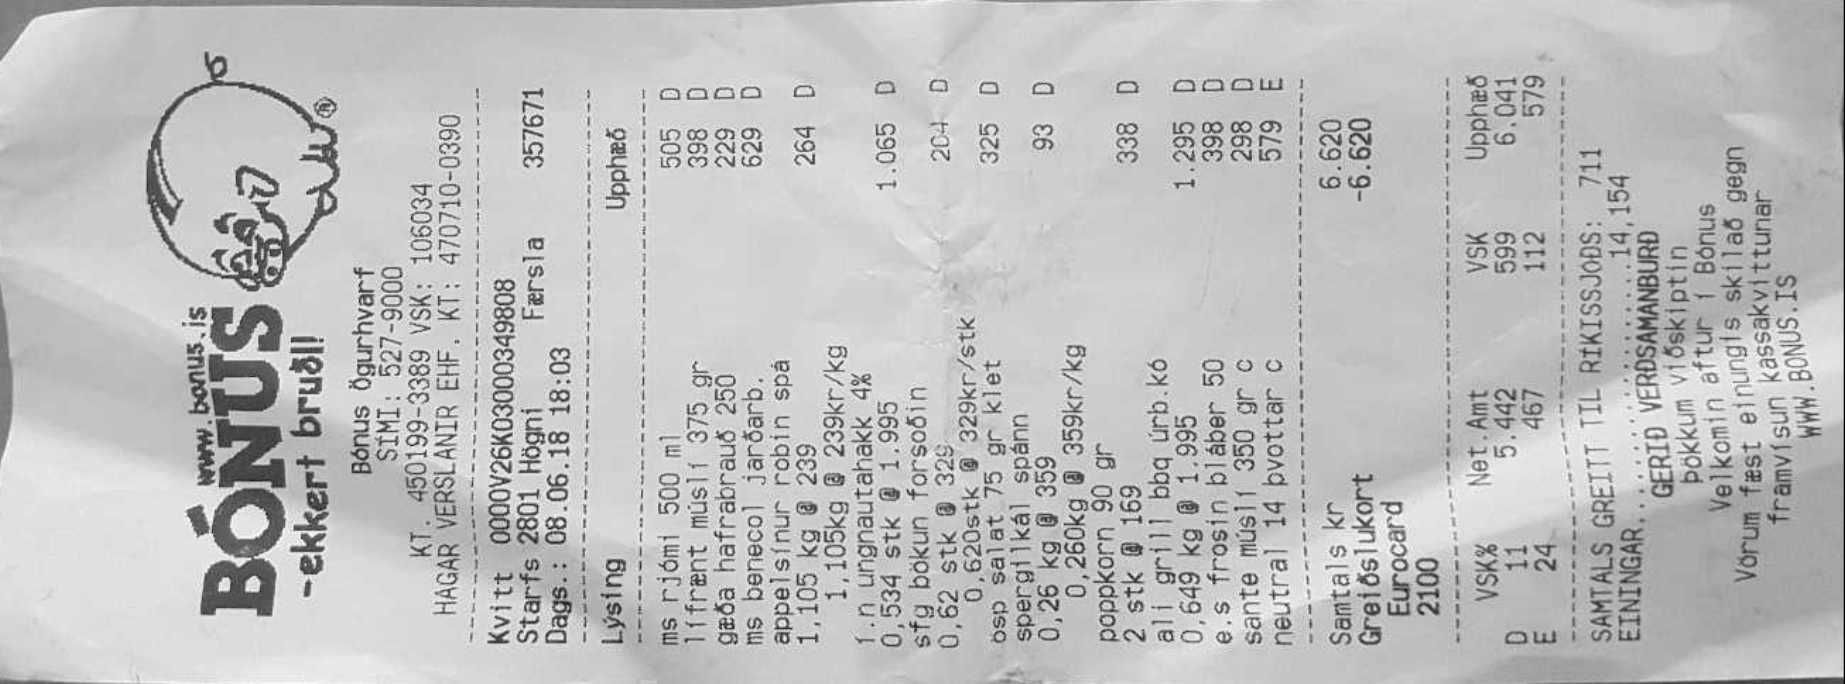 www.bonus.is
BÓNUS
-ekkert bruðl!
®
Bónus Ögurhvarf
SÍMI: 527-9000
KT. 450199-3389 VSK: 106034
HAGAR VERSLANIR EHF. KT: 470710-0390
Kvitt 0000V26K030000349808
Starfs 2801 Högni Færsla 357671
Dags.: 08.06.18 18:03
Lýsing Upphæð
ms rjómi 500 ml 505 D
lífrænt múslí 375 gr 398 D
gæða hafrabrauð 250 229 D
ms benecol jarðarb. 629 D
appelsínur robin spá
1,105 kg @ 239 264 D
1,105kg @ 239kr/kg
í.n ungnautahakk 4%
0,534 stk @ 1.995 1.065 D
sfg bökun forsoðin
0,62 stk @ 329 204 D
0,620stk @ 329kr/stk
ösp salat 75 gr klet 325 D
spergilkál spánn
0,26 kg @ 359 93 D
0,260kg @ 359kr/kg
poppkorn 90 gr
2 stk @ 169 338 D
ali grill bbq úrb.kó
0,649 kg @ 1.995 1.295 D
e.s frosin bláber 50 398 D
sante múslí 350 gr c 298 D
neutral 14 þvottar c 579 E
Samtals kr 6.620
Greiðslukort -6.620
Eurocard
2100
VSK% Net.Amt VSK Upphæð
D 11 5.442 599 6.041
E 24 467 112 579
SAMTALS GREITT TIL RIKISSJOÐS: 711
EININGAR.........................14,154
GERIÐ VERÐSAMANBURÐ
Þökkum viðskiptin
Velkomin aftur í Bónus
Vörum fæst einungis skilað gegn
framvísun kassakvittunar
WWW.BONUS.IS